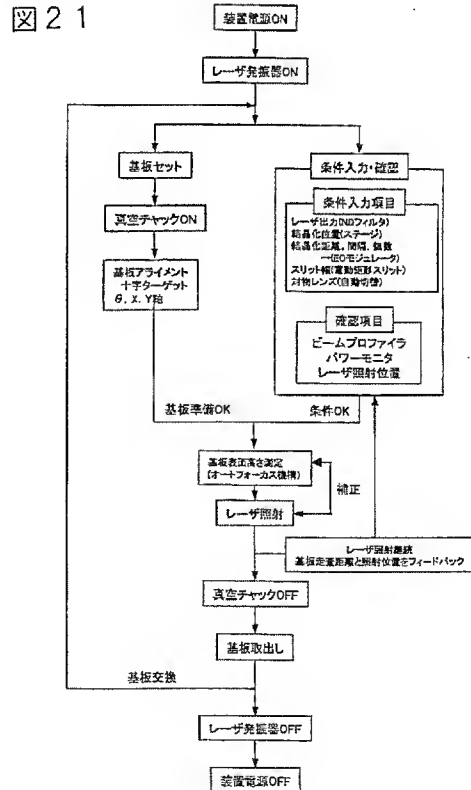 図21
装置電源ON
レーザ発振器ON
基板セット
真空チャックON
基板アライメント
十字ターゲット
θ, X, Y軸
条件入力・確認
条件入力項目
レーザ出力(NDフィルタ)
結晶化位置(ステージ)
結晶化距離, 間隔, 個数
→(EOモジュレータ)
スリット幅(電動矩形スリット)
対物レンズ(自動切替)
確認項目
ビームプロファイラ
パワーモニタ
レーザ照射位置
基板準備OK
条件OK
基板表面高さ測定
(オートフォーカス機構)
補正
レーザ照射
レーザ照射継続
基板走査距離と照射位置をフィードバック
真空チャックOFF
基板取出し
基板交換
レーザ発振器OFF
装置電源OFF